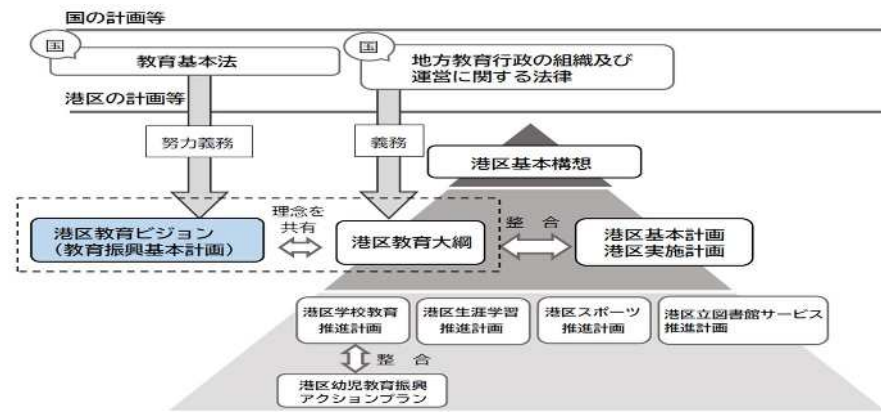 国の計画等
国
教育基本法
国
地方教育行政の組織及び
運営に関する法律
港区の計画等
努力義務
義務
港区基本構想
港区教育ビジョン
(教育振興基本計画)
理念を
共有
港区教育大綱
整 合
港区基本計画
港区実施計画
港区学校教育
推進計画
港区生涯学習
推進計画
港区スポーツ
推進計画
港区立図書館サービス
推進計画
整 合
港区幼児教育振興
アクションプラン